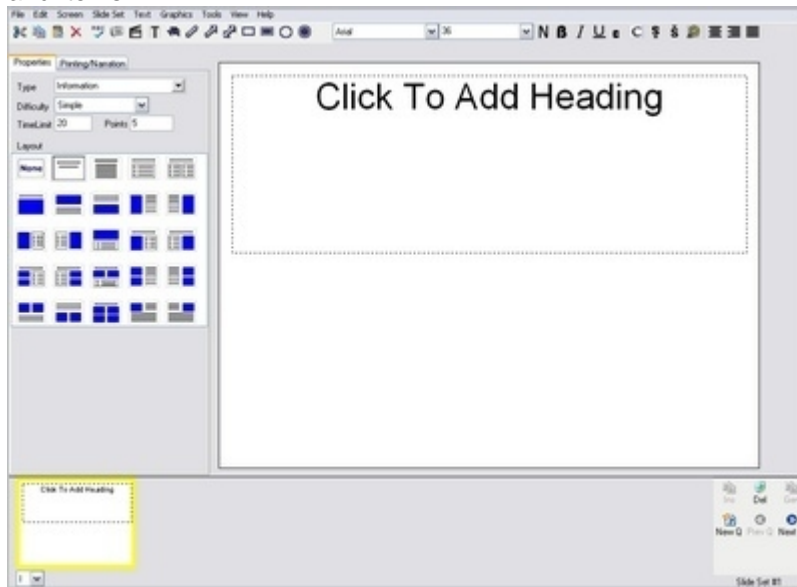 File Edit Screen Slide Set Text Graphics Tools View Help
Arial 36 N B I U
Properties Printing/Narration
Type Information
Difficulty Simple
TimeLimit 20 Points 5
Layout
None
Click To Add Heading
Click To Add Heading
Ins Del
New Q Prev Q Next
1
Slide Set #1